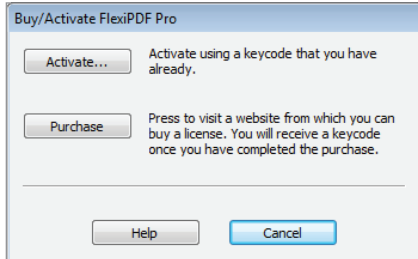 Buy/Activate FlexiPDF Pro
Activate...
Activate using a keycode that you have
already.
Purchase
Press to visit a website from which you can
buy a license. You will receive a keycode
once you have completed the purchase.
Help
Cancel